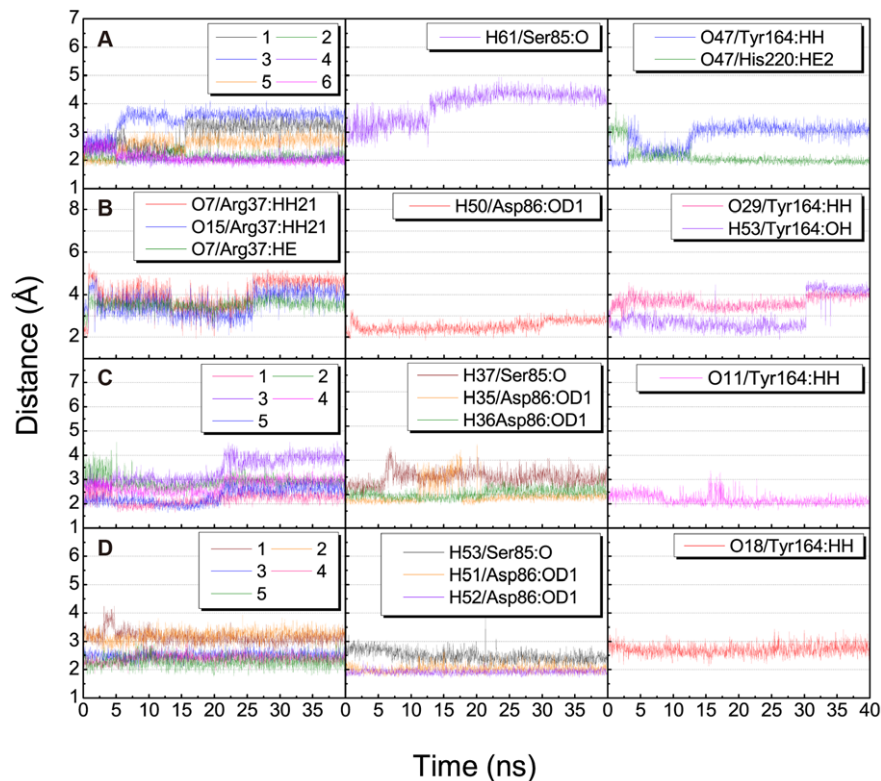 A
7
6
5
4
3
2
1
1 2
3 4
5 6
H61/Ser85:O
O47/Tyr164:HH
O47/His220:HE2
B
8
6
4
2
O7/Arg37:HH21
O15/Arg37:HH21
O7/Arg37:HE
H50/Asp86:OD1
O29/Tyr164:HH
H53/Tyr164:OH
C
7
6
5
4
3
2
1
1 2
3 4
5
H37/Ser85:O
H35/Asp86:OD1
H36Asp86:OD1
O11/Tyr164:HH
D
6
5
4
3
2
1
1 2
3 4
5
H53/Ser85:O
H51/Asp86:OD1
H52/Asp86:OD1
O18/Tyr164:HH
0 5 10 15 20 25 30 35 0 5 10 15 20 25 30 35 0 5 10 15 20 25 30 35 40
Distance (Å)
Time (ns)